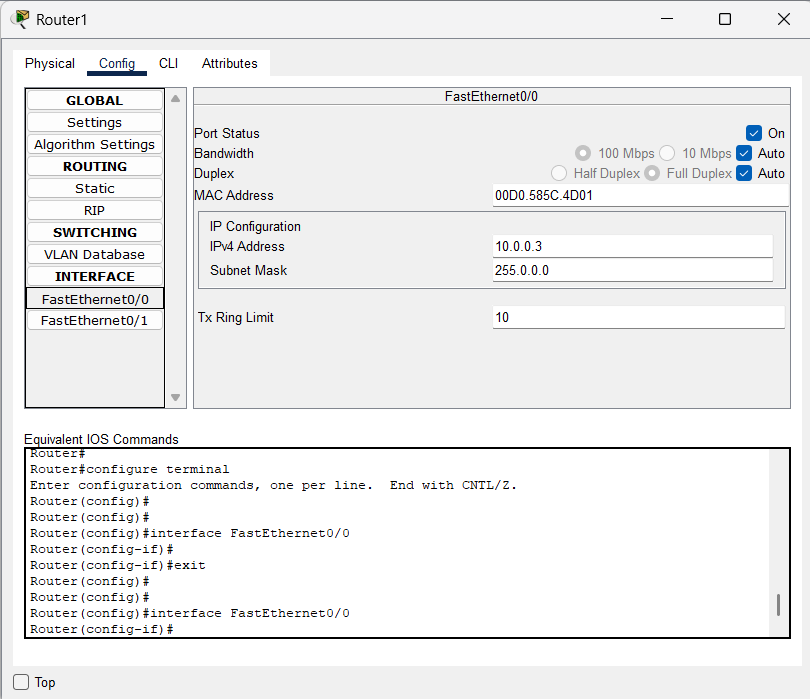 Router1
Physical Config CLI Attributes
GLOBAL
Settings
Algorithm Settings
ROUTING
Static
RIP
SWITCHING
VLAN Database
INTERFACE
FastEthernet0/0
FastEthernet0/1
FastEthernet0/0
Port Status On
Bandwidth 100 Mbps 10 Mbps Auto
Duplex Half Duplex Full Duplex Auto
MAC Address 00D0.585C.4D01
IP Configuration
IPv4 Address 10.0.0.3
Subnet Mask 255.0.0.0
Tx Ring Limit 10
Equivalent IOS Commands
Router#
Router#configure terminal
Enter configuration commands, one per line.  End with CNTL/Z.
Router(config)#
Router(config)#
Router(config)#interface FastEthernet0/0
Router(config-if)#
Router(config-if)#exit
Router(config)#
Router(config)#
Router(config)#interface FastEthernet0/0
Router(config-if)#
Top